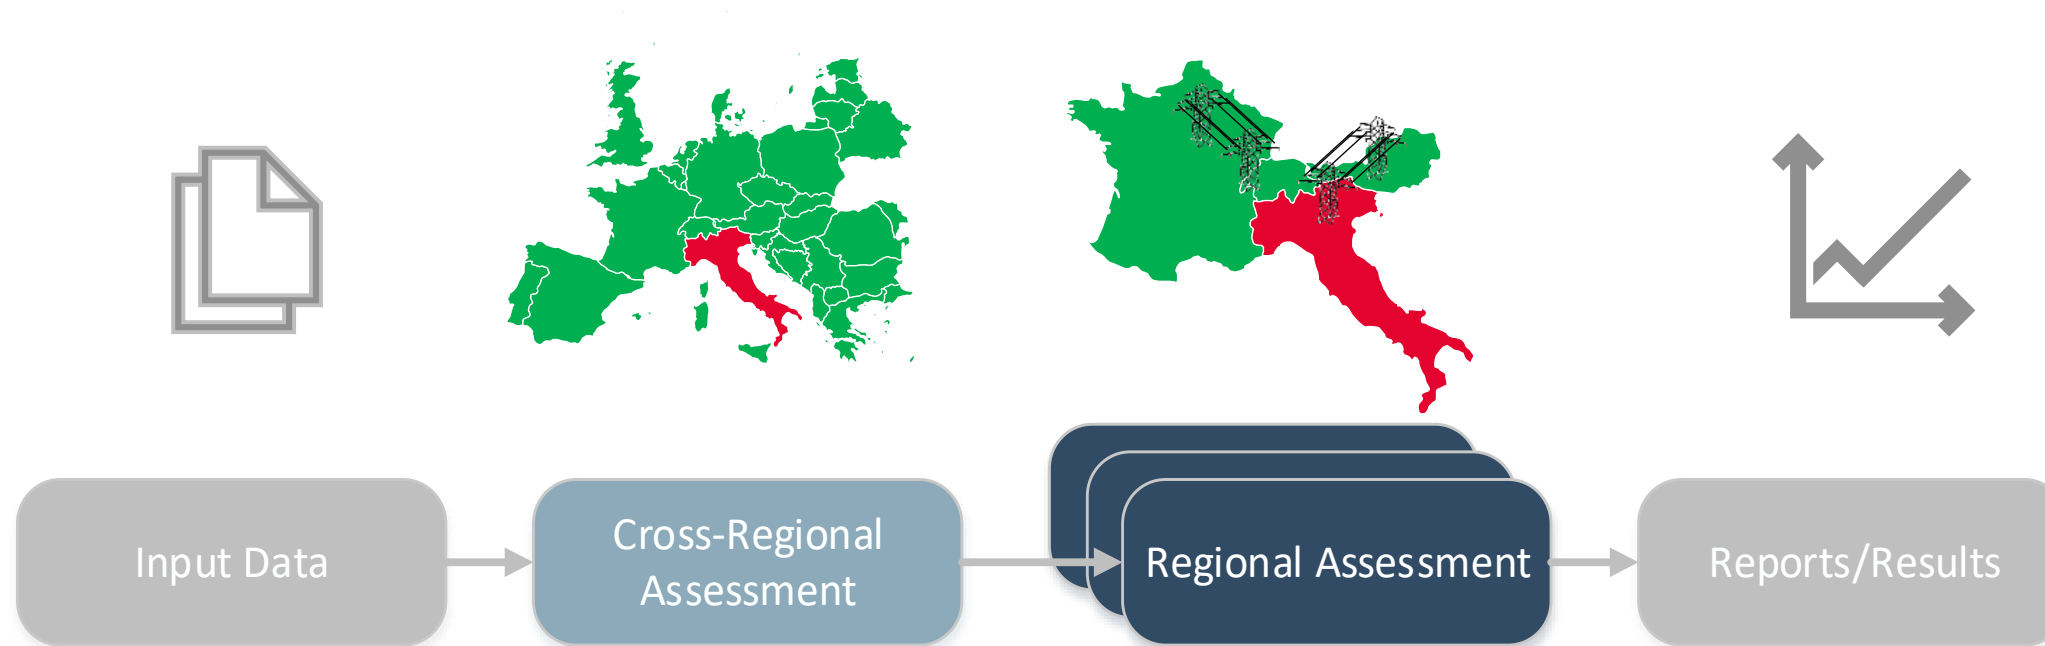 Input Data
Cross-Regional
Assessment
Regional Assessment
Reports/Results